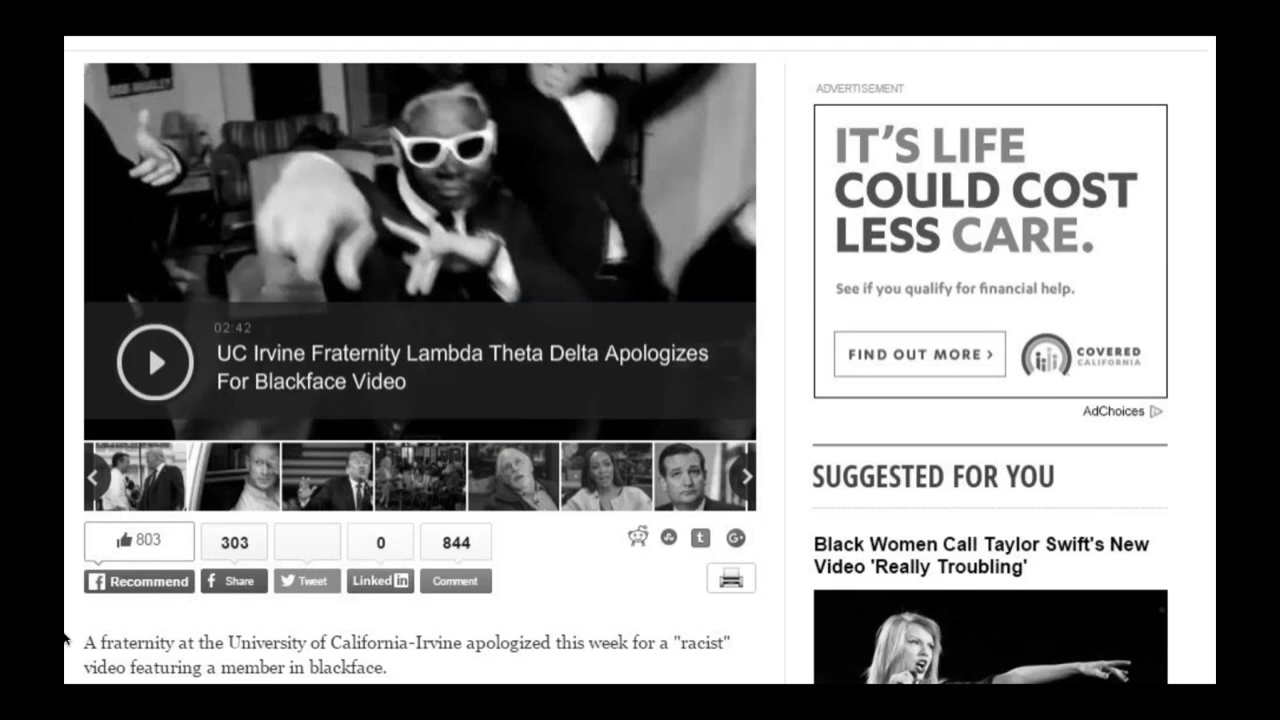 02:42
UC Irvine Fraternity Lambda Theta Delta Apologizes
For Blackface Video
803
303
0
844
Recommend
Share
Tweet
Linked in
Comment
A fraternity at the University of California-Irvine apologized this week for a "racist"
video featuring a member in blackface.
ADVERTISEMENT
IT'S LIFE
COULD COST
LESS CARE.
See if you qualify for financial help.
FIND OUT MORE >
COVERED
CALIFORNIA
AdChoices
SUGGESTED FOR YOU
Black Women Call Taylor Swift's New
Video 'Really Troubling'